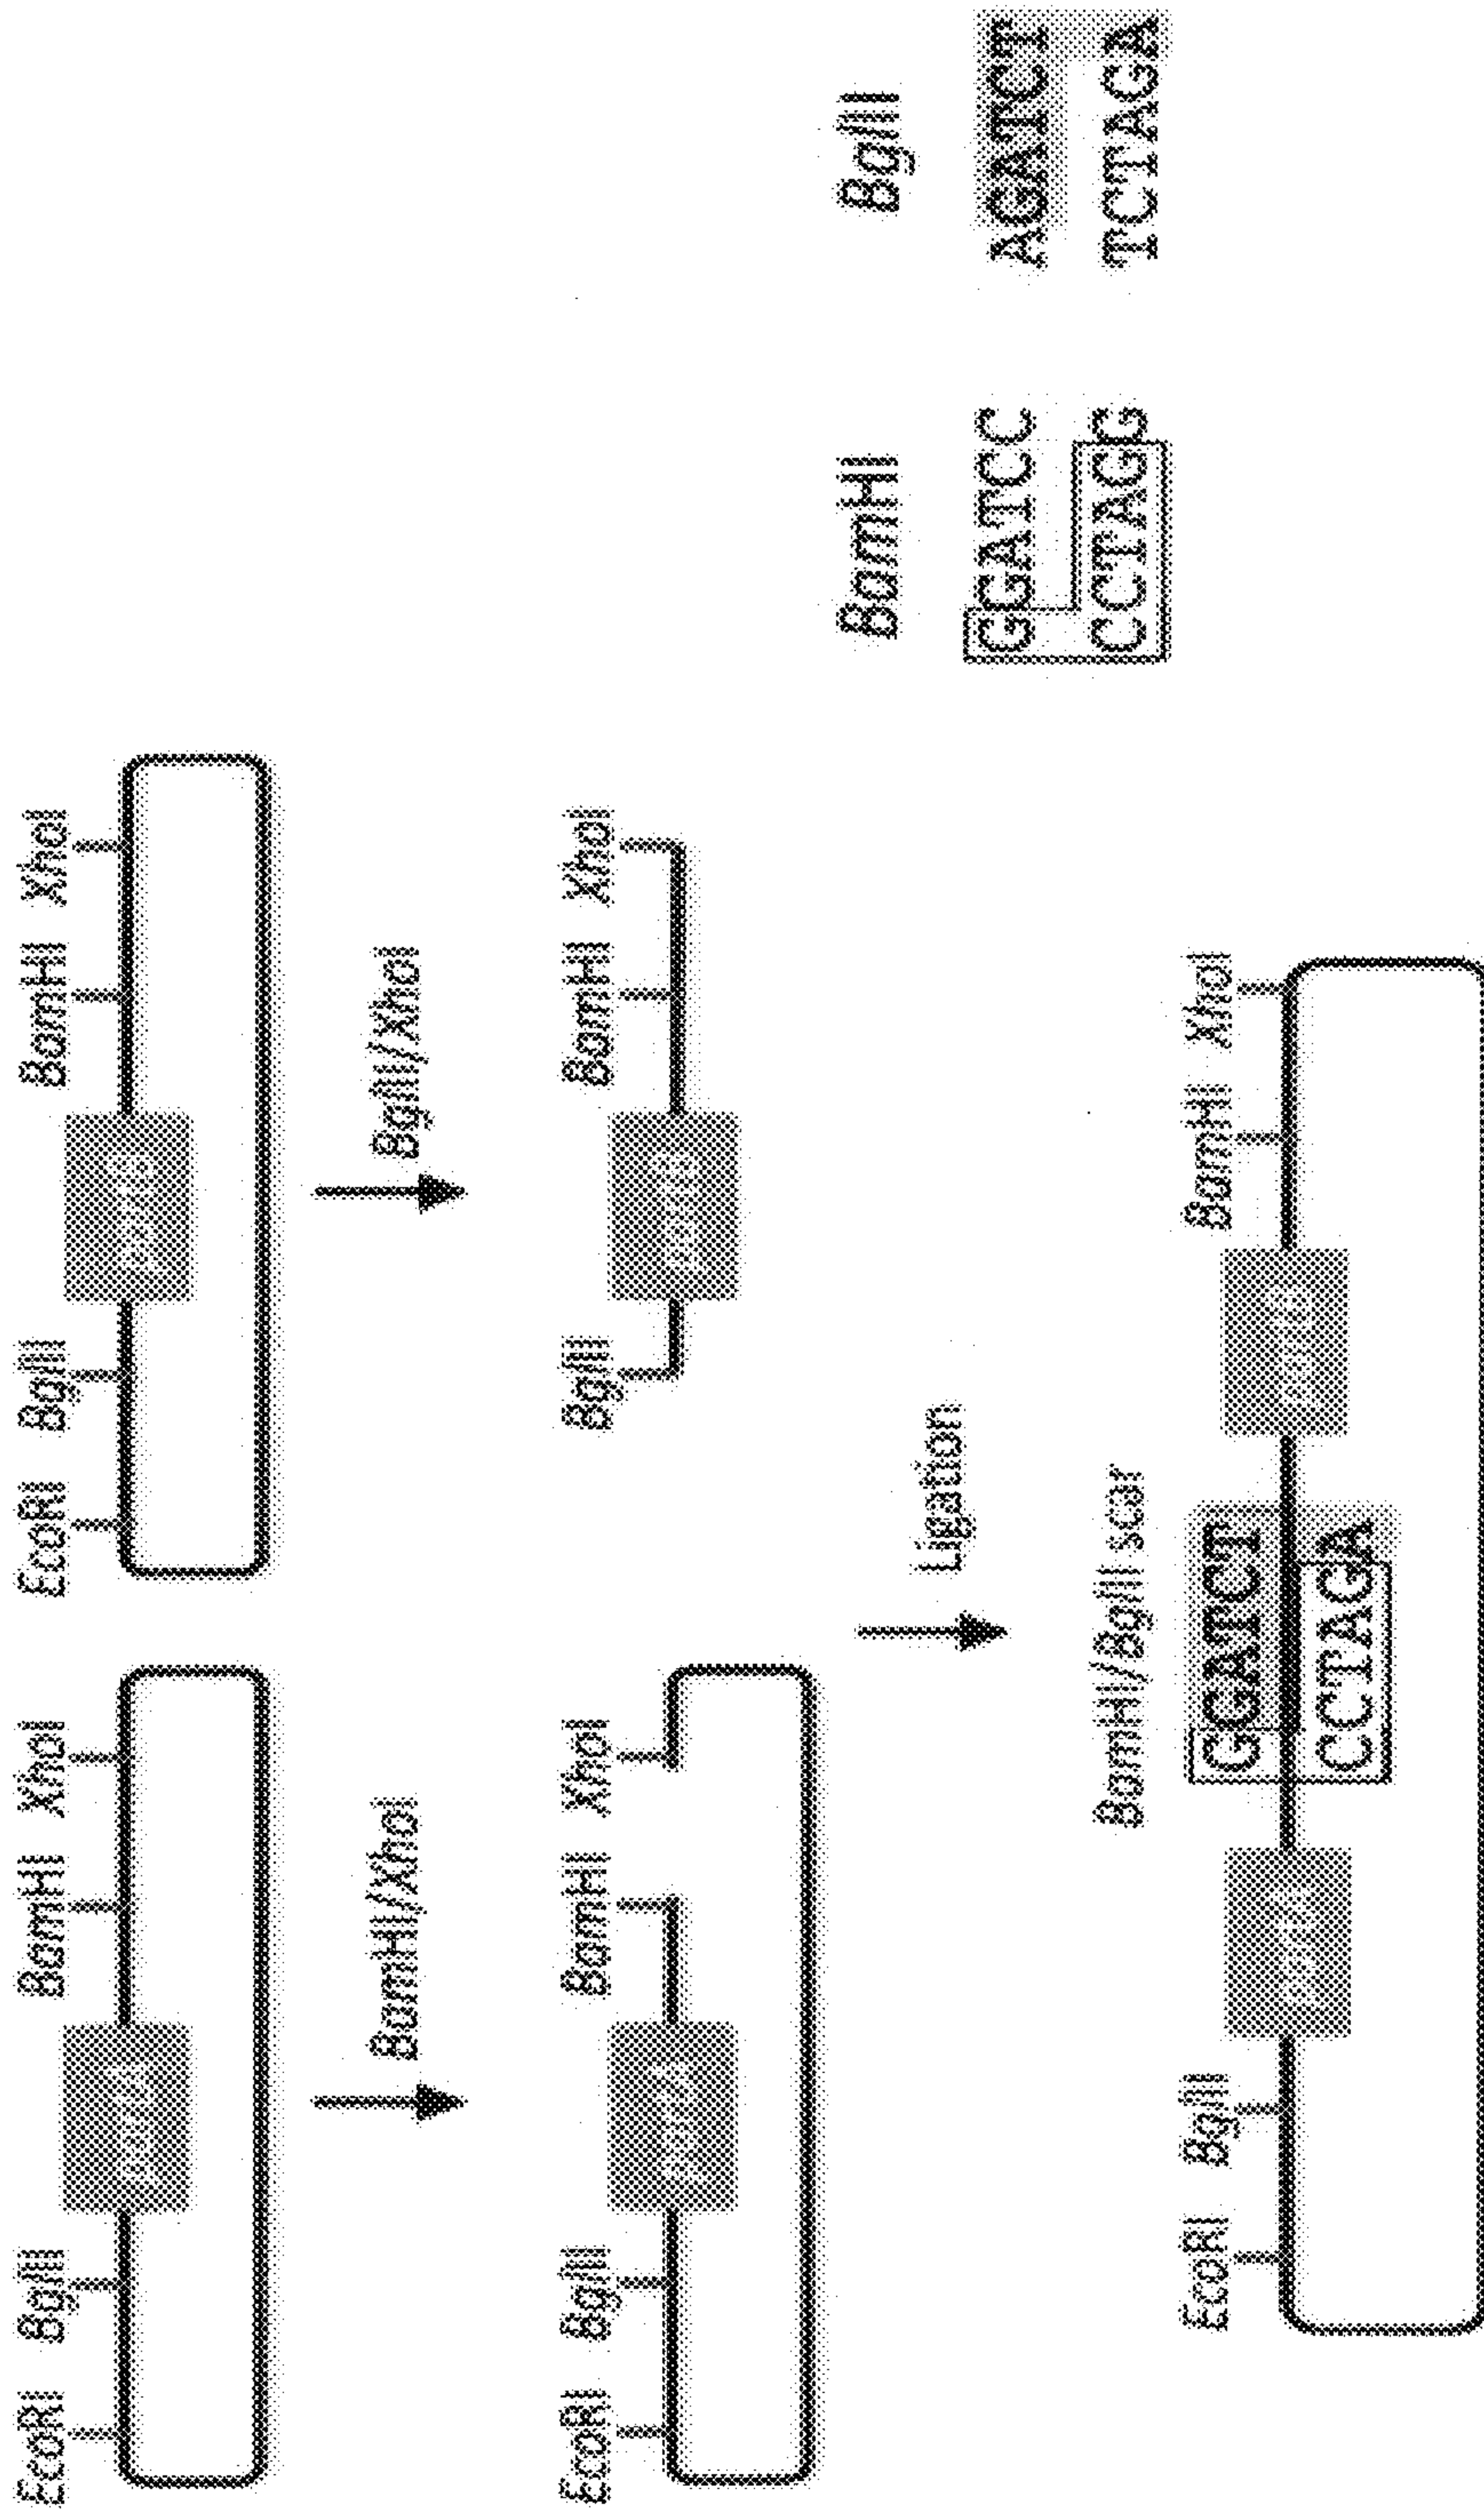 EcoRI BglII BamHI XhoI
EcoRI BglII BamHI XhoI
BamHI/XhoI
BglII/XhoI
EcoRI BglII BamHI XhoI
BglII BamHI XhoI
Ligation
BamHI BglII
GGATCC AGATCT
CCTAGG TCTAGA
BamHI/BglII scar
EcoRI BglII BamHI XhoI
GGATCT
CCTAGA